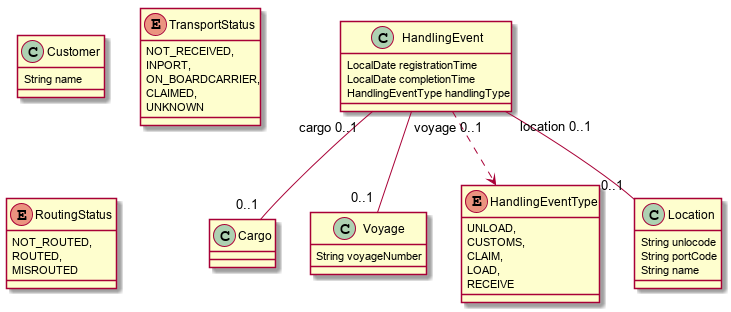 C Customer
String name
E TransportStatus
NOT_RECEIVED,
INPORT,
ON_BOARDCARRIER,
CLAIMED,
UNKNOWN
C HandlingEvent
LocalDate registrationTime
LocalDate completionTime
HandlingEventType handlingType
cargo 0..1
voyage 0..1
location 0..1
0..1
0..1
0..1
E RoutingStatus
NOT_ROUTED,
ROUTED,
MISROUTED
C Cargo
C Voyage
String voyageNumber
E HandlingEventType
UNLOAD,
CUSTOMS,
CLAIM,
LOAD,
RECEIVE
C Location
String unlocode
String portCode
String name